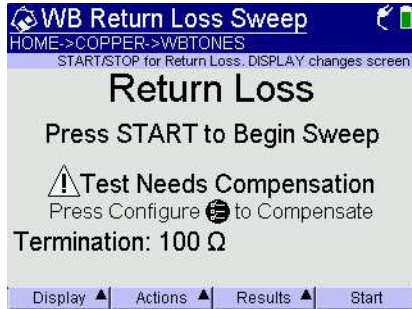 WB Return Loss Sweep
HOME->COPPER->WBTONES
START/STOP for Return Loss. DISPLAY changes screen
Return Loss
Press START to Begin Sweep
Test Needs Compensation
Press Configure to Compensate
Termination: 100 Ω
Display ▲ Actions ▲ Results ▲ Start